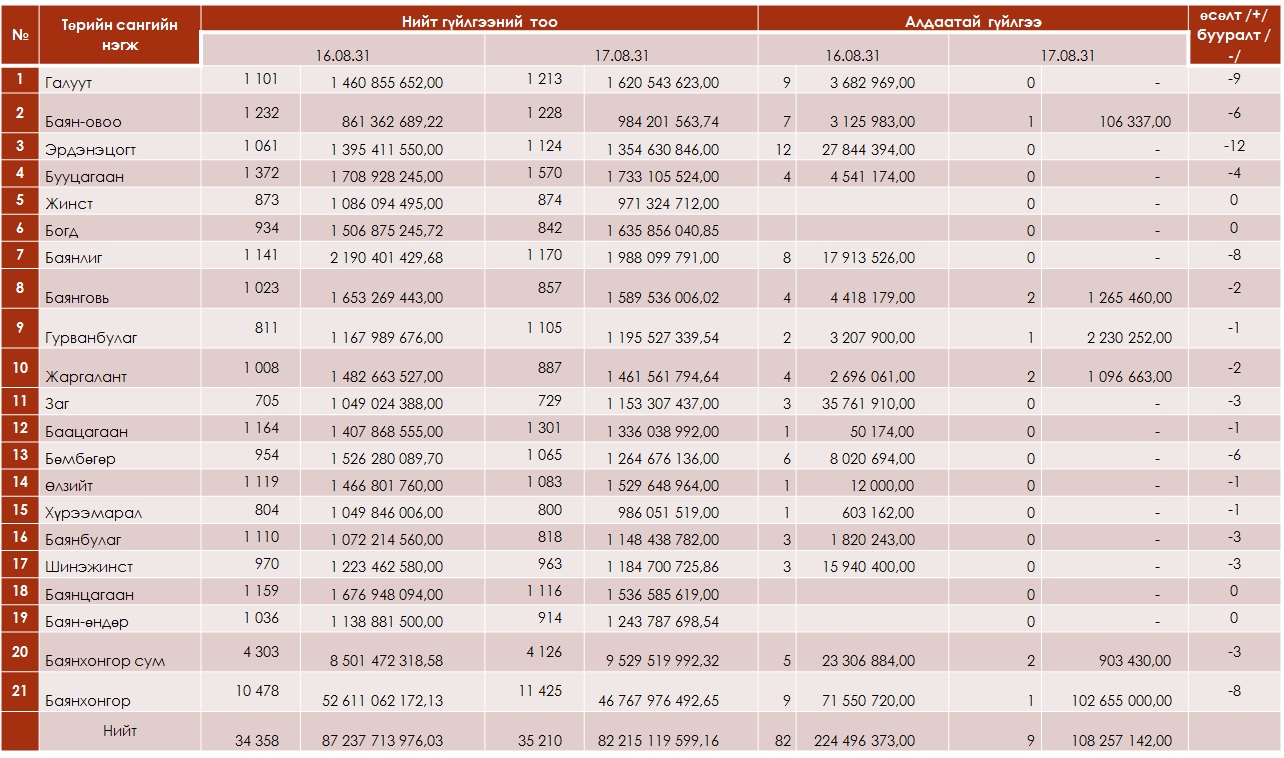 № Төрийн сангийн нэгж Нийт гүйлгээний тоо Алдаатай гүйлгээ өсөлт /+/ бууралт /-/
16.08.31 17.08.31 16.08.31 17.08.31
1 Галуут 1 101 1 460 855 652,00 1 213 1 620 543 623,00 9 3 682 969,00 0 - -9
2 Баян-овоо 1 232 861 362 689,22 1 228 984 201 563,74 7 3 125 983,00 1 106 337,00 -6
3 Эрдэнэцогт 1 061 1 395 411 550,00 1 124 1 354 630 846,00 12 27 844 394,00 0 - -12
4 Бууцагаан 1 372 1 708 928 245,00 1 570 1 733 105 524,00 4 4 541 174,00 0 - -4
5 Жинст 873 1 086 094 495,00 874 971 324 712,00 0 - 0
6 Богд 934 1 506 875 245,72 842 1 635 856 040,85 0 - 0
7 Баянлиг 1 141 2 190 401 429,68 1 170 1 988 099 791,00 8 17 913 526,00 0 - -8
8 Баянговь 1 023 1 653 269 443,00 857 1 589 536 006,02 4 4 418 179,00 2 1 265 460,00 -2
9 Гурванбулаг 811 1 167 989 676,00 1 105 1 195 527 339,54 2 3 207 900,00 1 2 230 252,00 -1
10 Жаргалант 1 008 1 482 663 527,00 887 1 461 561 794,64 4 2 696 061,00 2 1 096 663,00 -2
11 Заг 705 1 049 024 388,00 729 1 153 307 437,00 3 35 761 910,00 0 - -3
12 Баацагаан 1 164 1 407 868 555,00 1 301 1 336 038 992,00 1 50 174,00 0 - -1
13 Бөмбөгөр 954 1 526 280 089,70 1 065 1 264 676 136,00 6 8 020 694,00 0 - -6
14 Өлзийт 1 119 1 466 801 760,00 1 083 1 529 648 964,00 1 12 000,00 0 - -1
15 Хүрээмарал 804 1 049 846 006,00 800 986 051 519,00 1 603 162,00 0 - -1
16 Баянбулаг 1 110 1 072 214 560,00 818 1 148 438 782,00 3 1 820 243,00 0 - -3
17 Шинэжинст 970 1 223 462 580,00 963 1 184 700 725,86 3 15 940 400,00 0 - -3
18 Баянцагаан 1 159 1 676 948 094,00 1 116 1 536 585 619,00 0 - 0
19 Баян-өндөр 1 036 1 138 881 500,00 914 1 243 787 698,54 0 - 0
20 Баянхонгор сум 4 303 8 501 472 318,58 4 126 9 529 519 992,32 5 23 306 884,00 2 903 430,00 -3
21 Баянхонгор 10 478 52 611 062 172,13 11 425 46 767 976 492,65 9 71 550 720,00 1 102 655 000,00 -8
Нийт 34 358 87 237 713 976,03 35 210 82 215 119 599,16 82 224 496 373,00 9 108 257 142,00